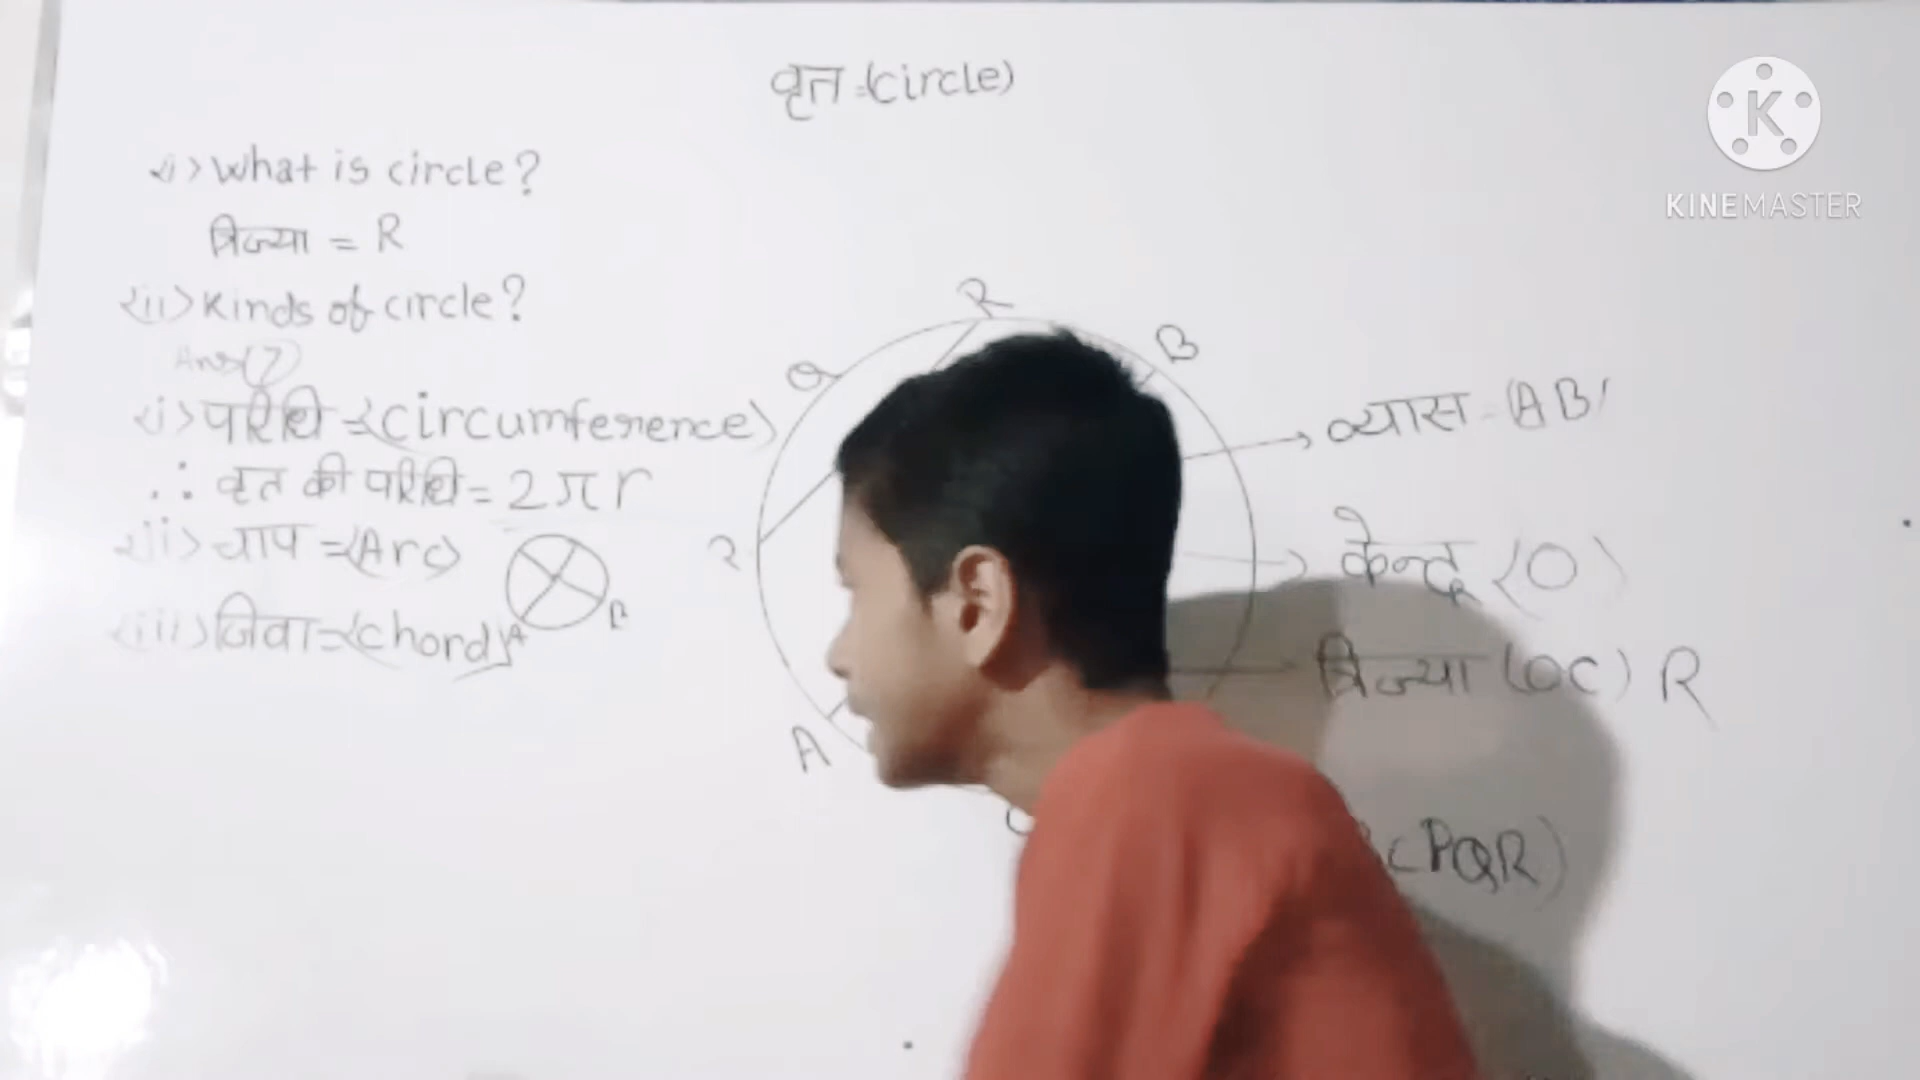 वृत=(circle)
<i>What is circle?
त्रिज्या = R
<ii>Kinds of circle?
Ans(7)
<i>परिधि=<circumference>
∴ वृत की परिधि=2πr
<ii>चाप=<Arc>
<iii>जिवा=<chord>
A
B
R
B
Q
A
व्यास-(AB)
केन्द्र <O>
त्रिज्या (OC) R
CPQR)
K
KINEMASTER